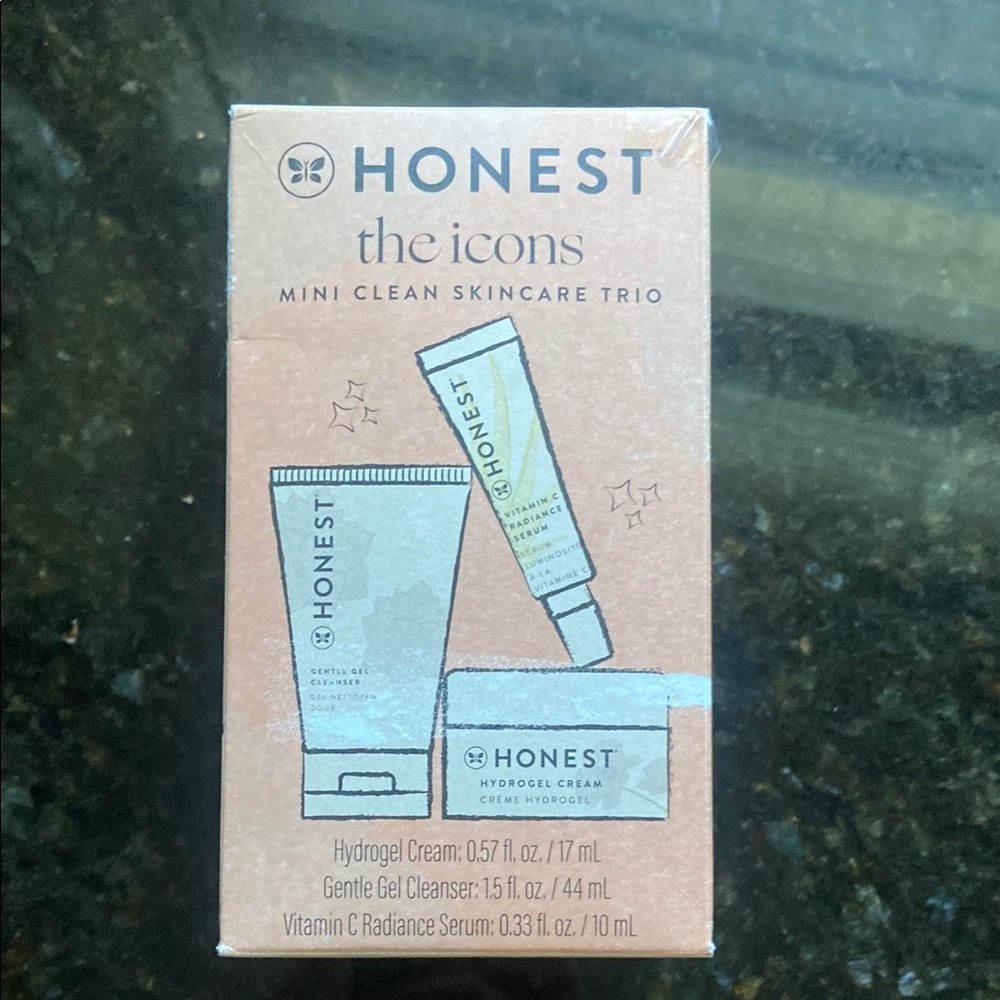 HONEST
the icons
MINI CLEAN SKINCARE TRIO
HONEST
VITAMIN C
RADIANCE
SERUM
SÉRUM
LUMINOSITÉ
À LA
VITAMINE C
HONEST
GENTLE GEL
CLEANSER
GEL NETTOYAN
DOUX
HONEST
HYDROGEL CREAM
CRÈME HYDROGEL
Hydrogel Cream: 0.57 fl. oz. / 17 mL
Gentle Gel Cleanser: 1.5 fl. oz. / 44 mL
Vitamin C Radiance Serum: 0.33 fl. oz. / 10 mL